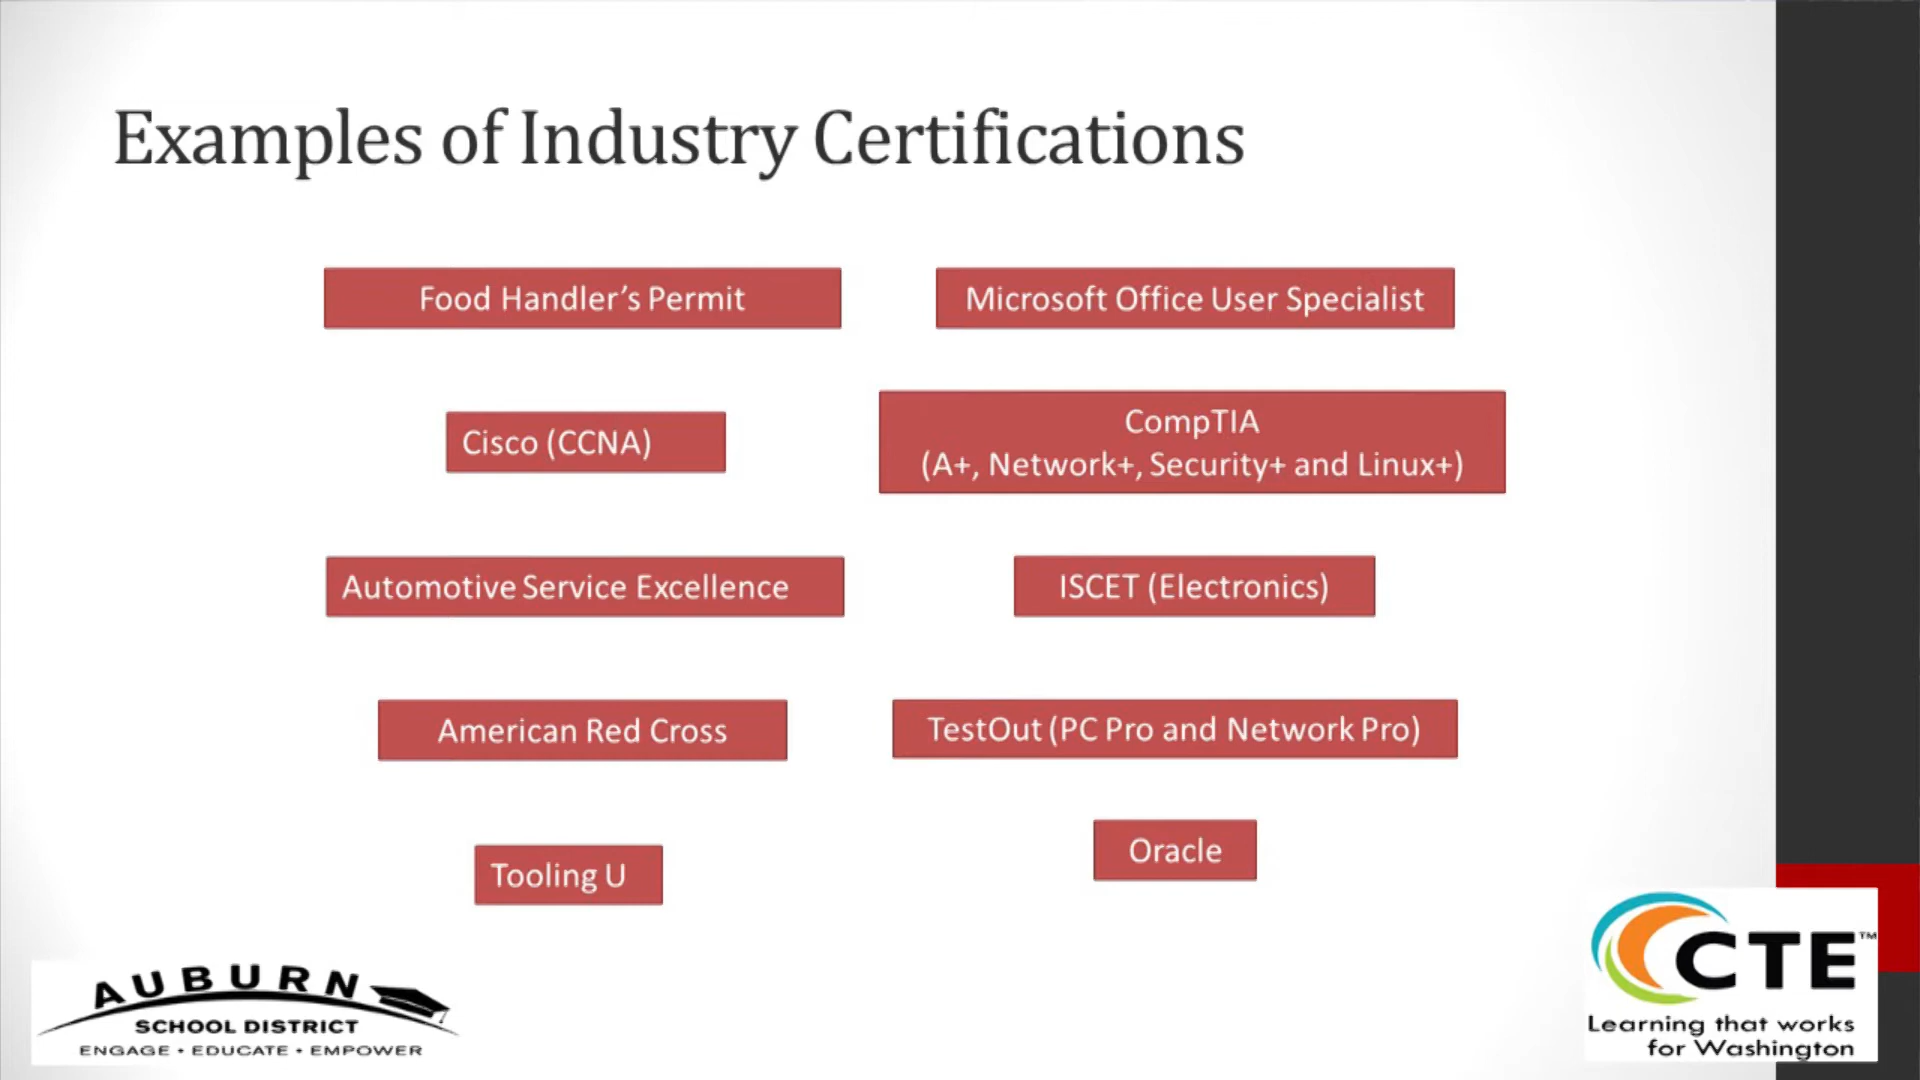 Examples of Industry Certifications
Food Handler's Permit
Microsoft Office User Specialist
Cisco (CCNA)
CompTIA
(A+, Network+, Security+ and Linux+)
Automotive Service Excellence
ISCET (Electronics)
American Red Cross
TestOut (PC Pro and Network Pro)
Tooling U
Oracle
AUBURN
SCHOOL DISTRICT
ENGAGE • EDUCATE • EMPOWER
CTE™
Learning that works
for Washington